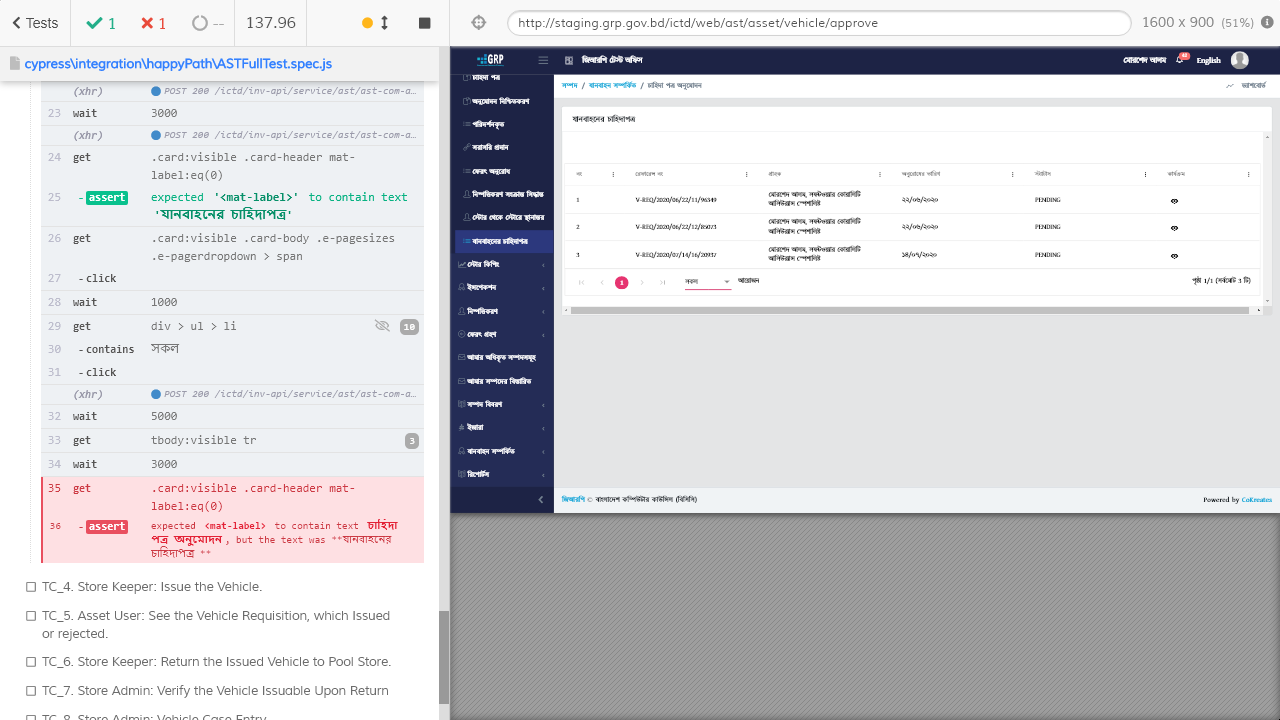 Tests
1
1
--
137.96
http://staging.grp.gov.bd/ictd/web/ast/asset/vehicle/approve
1600 x 900 (51%)
cypress\integration\happyPath\ASTFullTest.spec.js
(xhr) POST 200 /ictd/inv-api/service/ast/ast-com-a…
23 wait 3000
(xhr) POST 200 /ictd/inv-api/service/ast/ast-com-a…
24 get .card:visible .card-header mat-
label:eq(0)
25 - assert expected '<mat-label>' to contain text
'যানবাহনের চাহিদাপত্র'
26 get .card:visible .card-body .e-pagesizes
.e-pagerdropdown > span
27 - click
28 wait 1000
29 get div > ul > li 10
30 - contains সকল
31 - click
(xhr) POST 200 /ictd/inv-api/service/ast/ast-com-a…
32 wait 5000
33 get tbody:visible tr 3
34 wait 3000
35 get .card:visible .card-header mat-
label:eq(0)
36 - assert expected <mat-label> to contain text চাহিদা
পত্র অনুমোদন, but the text was **যানবাহনের
চাহিদাপত্র **
TC_4. Store Keeper: Issue the Vehicle.
TC_5. Asset User: See the Vehicle Requisition, which Issued
or rejected.
TC_6. Store Keeper: Return the Issued Vehicle to Pool Store.
TC_7. Store Admin: Verify the Vehicle Issuable Upon Return
TC_8. Store Admin: Vehicle Case Entry
GRP
জিআরপি টেস্ট অফিস
মোরশেদ আলম
English
চাহিদা পত্র
অনুমোদন নিশ্চিতকরণ
পরিদর্শনকৃত
সরাসরি প্রদান
ফেরৎ অনুরোধ
নিষ্পত্তিকরণ সংক্রান্ত সিদ্ধান্ত
স্টোর থেকে স্টোরে স্থানান্তর
যানবাহনের চাহিদাপত্র
স্টোর কিপিং
ইন্সপেকশন
নিষ্পত্তিকরণ
ফেরৎ গ্রহণ
আমার অধিকৃত সম্পদসমূহ
আমার সম্পদের বিস্তারিত
সম্পদ বিবরণ
ইজারা
যানবাহন সম্পর্কিত
রিপোর্টস
সম্পদ / যানবাহন সম্পর্কিত / চাহিদা পত্র অনুমোদন
ড্যাশবোর্ড
যানবাহনের চাহিদাপত্র
নং রেফারেন্স নং গ্রাহক অনুরোধের তারিখ স্ট্যাটাস কার্যক্রম
1 V-REQ/2020/06/22/11/96349 মোরশেদ আলম, সফটওয়্যার কোয়ালিটি
আসিউর‍্যান্স স্পেশালিষ্ট ২২/০৬/২০২০ PENDING
2 V-REQ/2020/06/22/12/85073 মোরশেদ আলম, সফটওয়্যার কোয়ালিটি
আসিউর‍্যান্স স্পেশালিষ্ট ২২/০৬/২০২০ PENDING
3 V-REQ/2020/07/14/16/20937 মোরশেদ আলম, সফটওয়্যার কোয়ালিটি
আসিউর‍্যান্স স্পেশালিষ্ট ১৪/০৭/২০২০ PENDING
1 সকল আয়োজন
পৃষ্ঠা 1/1 (সর্বমোট 3 টি)
জিআরপি © বাংলাদেশ কম্পিউটার কাউন্সিল (বিসিসি)
Powered by CoKreates